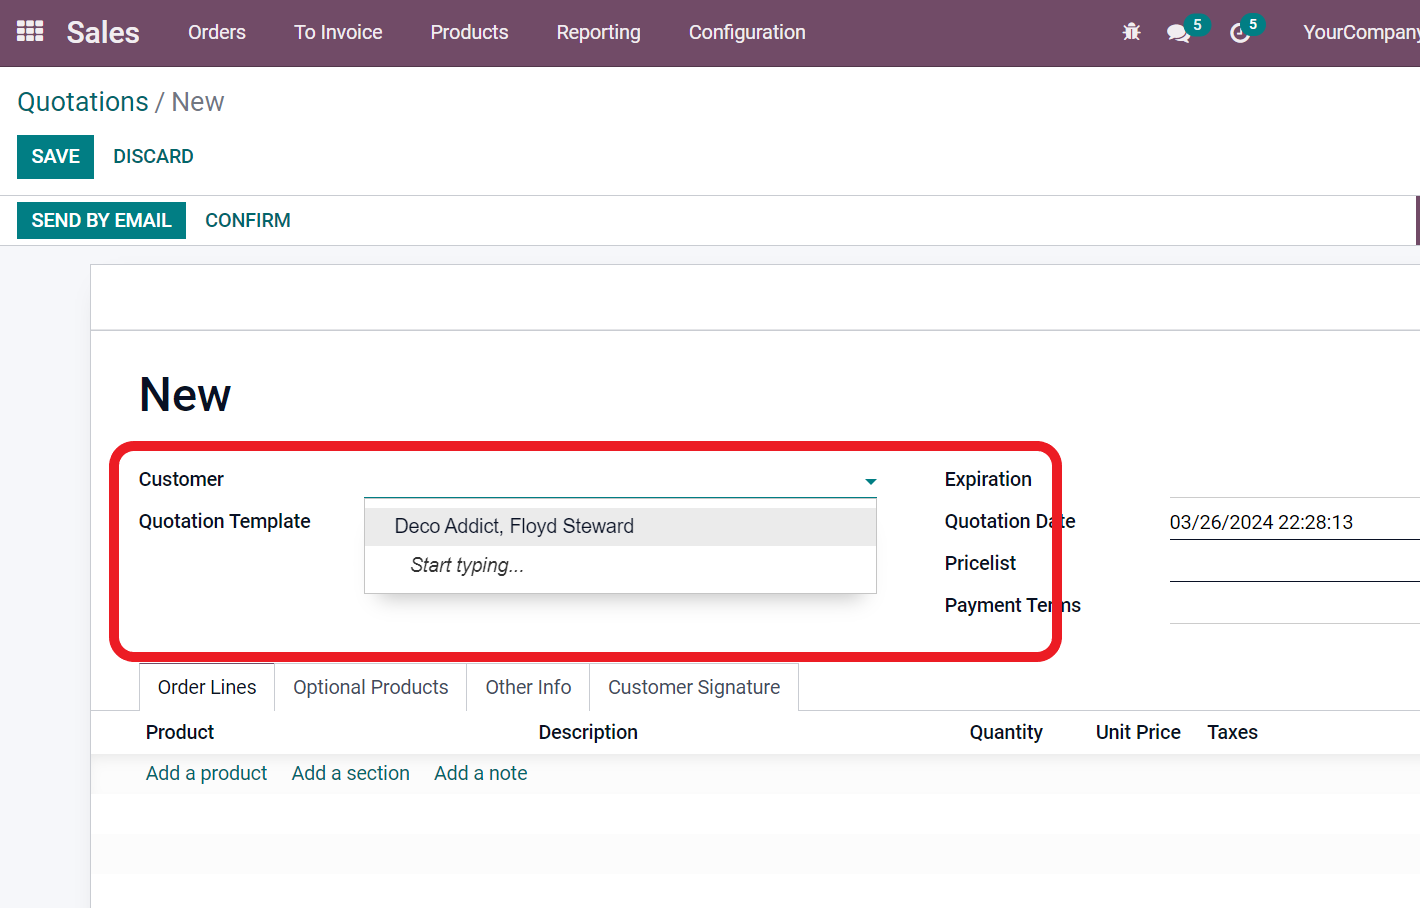 Sales Orders To Invoice Products Reporting Configuration 5 5 YourCompany
Quotations / New
SAVE DISCARD
SEND BY EMAIL CONFIRM
New
Customer Expiration
Quotation Template Quotation Date 03/26/2024 22:28:13
Deco Addict, Floyd Steward
Start typing... Pricelist
Payment Terms
Order Lines Optional Products Other Info Customer Signature
Product Description Quantity Unit Price Taxes
Add a product Add a section Add a note